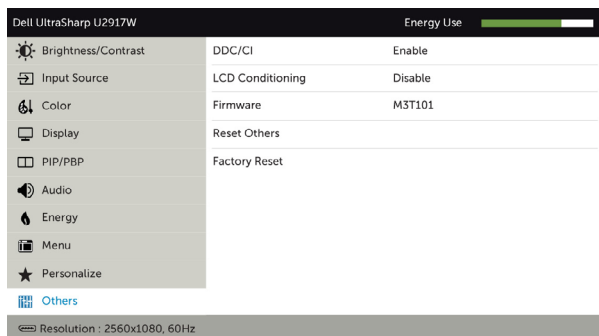 Dell UltraSharp U2917W Energy Use
Brightness/Contrast DDC/CI Enable
Input Source LCD Conditioning Disable
Color Firmware M3T101
Display Reset Others
PIP/PBP Factory Reset
Audio
Energy
Menu
Personalize
Others
Resolution : 2560x1080, 60Hz